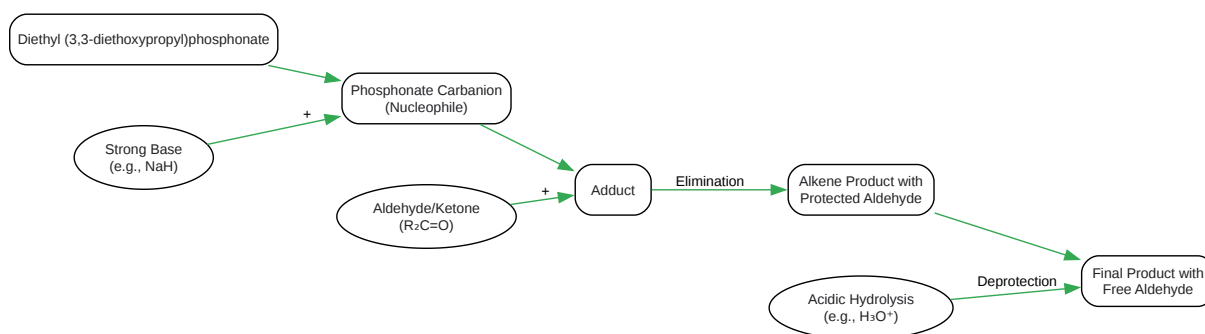 Diethyl (3,3-diethoxypropyl)phosphonate
Phosphonate Carbanion
(Nucleophile)
+
Strong Base
(e.g., NaH)
Aldehyde/Ketone
(R₂C=O)
+
Adduct
Elimination
Alkene Product with
Protected Aldehyde
Acidic Hydrolysis
(e.g., H₃O⁺)
Deprotection
Final Product with
Free Aldehyde